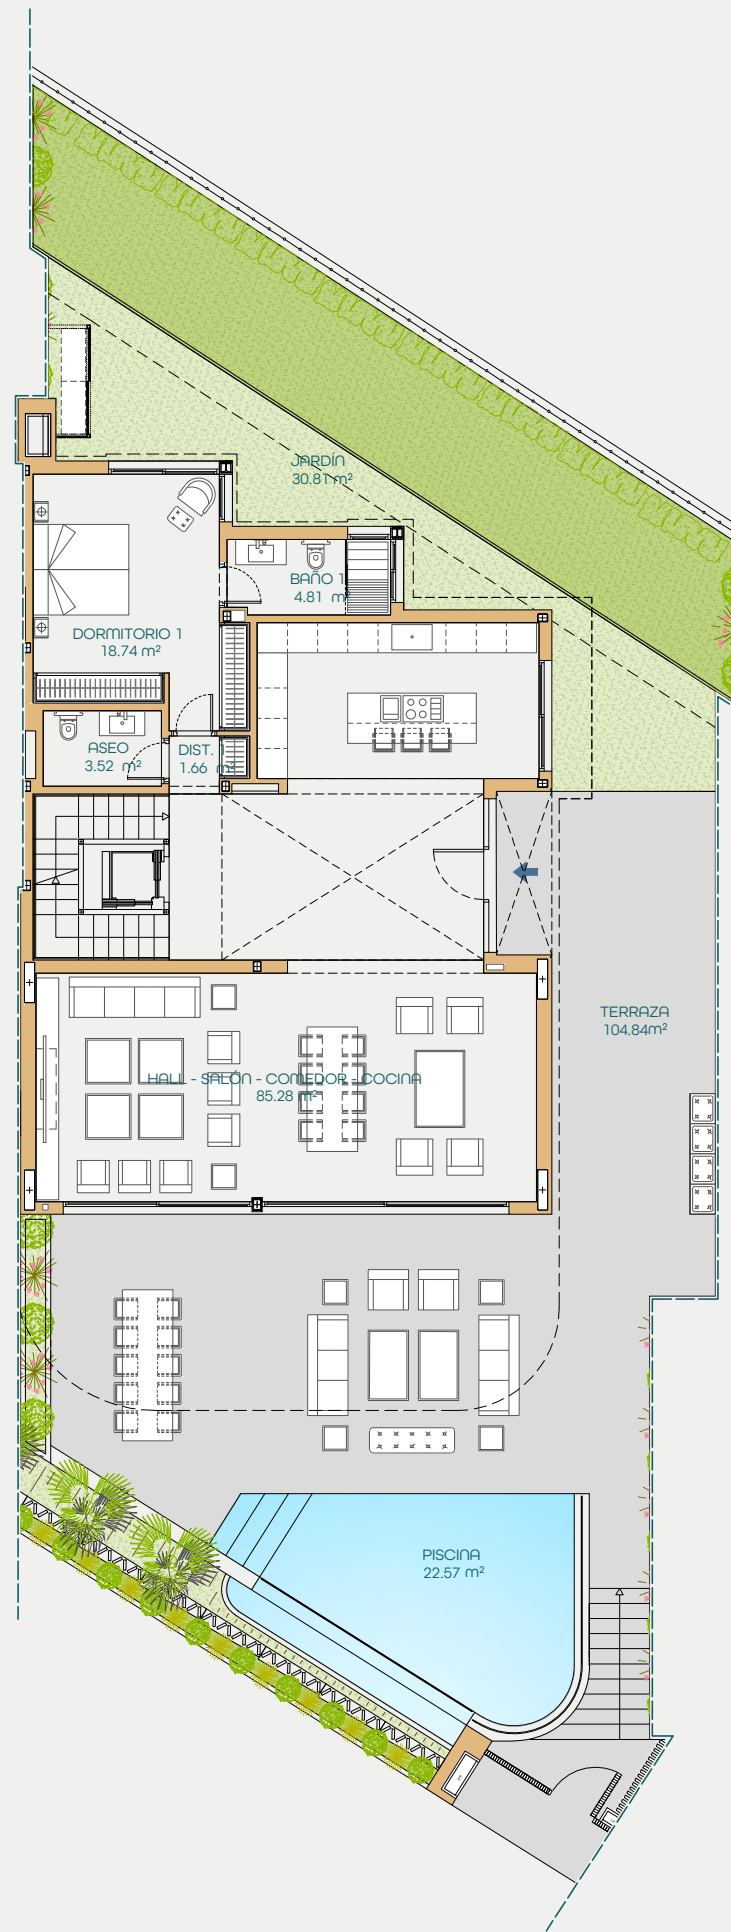 JARDÍN
30.81 m²
BAÑO 1
4.81 m²
DORMITORIO 1
18.74 m²
ASEO
3.52 m²
DIST. 1
1.66 m²
TERRAZA
104.84m²
HALL - SALÓN - COMEDOR - COCINA
85.28 m²
PISCINA
22.57 m²